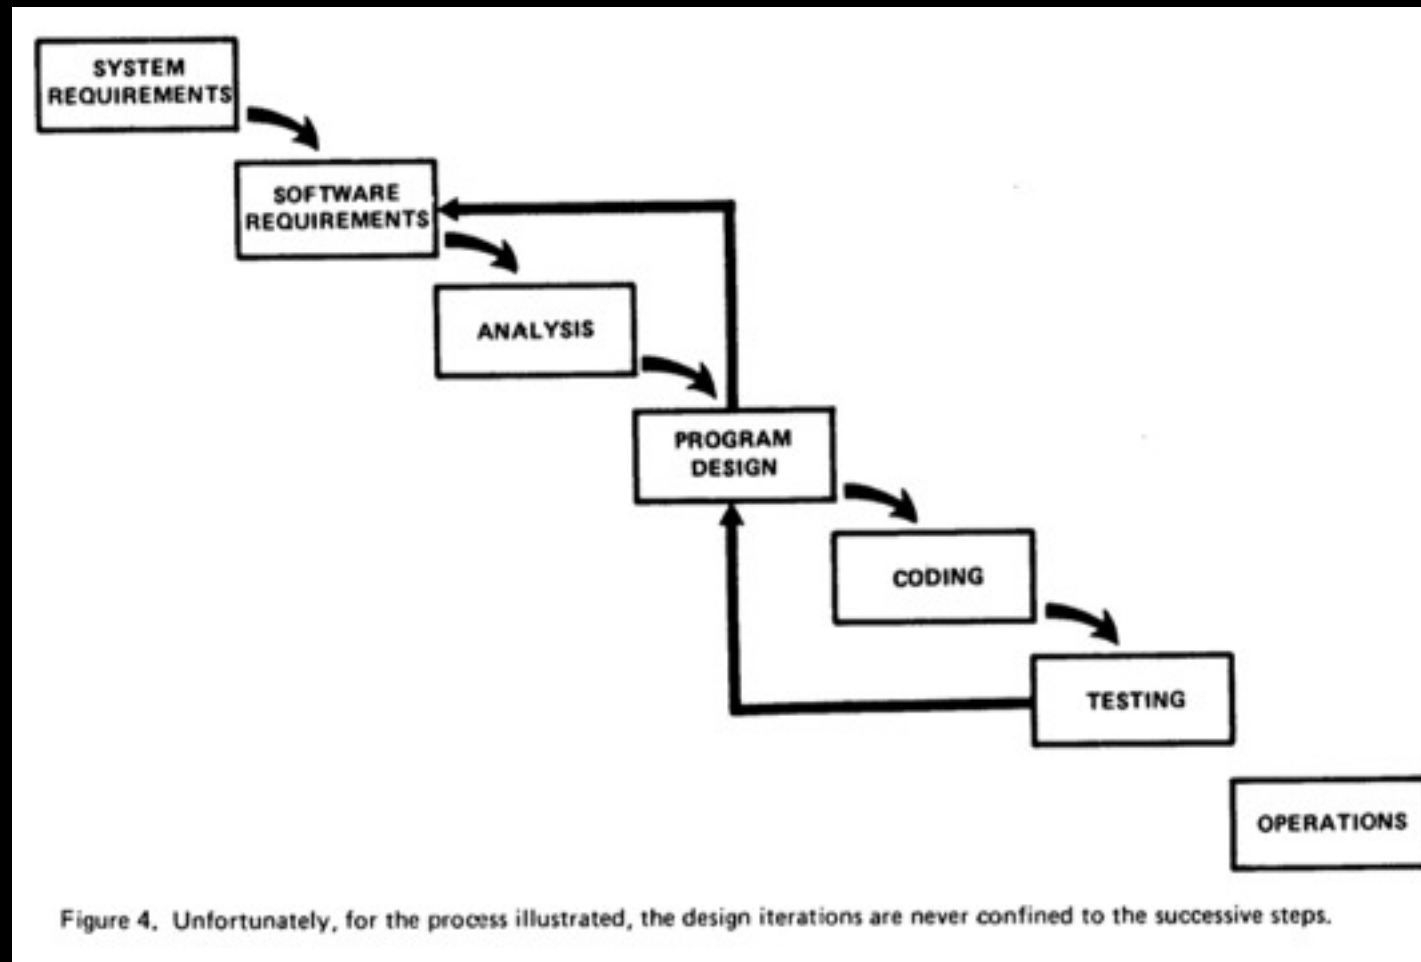 SYSTEM
REQUIREMENTS
SOFTWARE
REQUIREMENTS
ANALYSIS
PROGRAM
DESIGN
CODING
TESTING
OPERATIONS
Figure 4. Unfortunately, for the process illustrated, the design iterations are never confined to the successive steps.